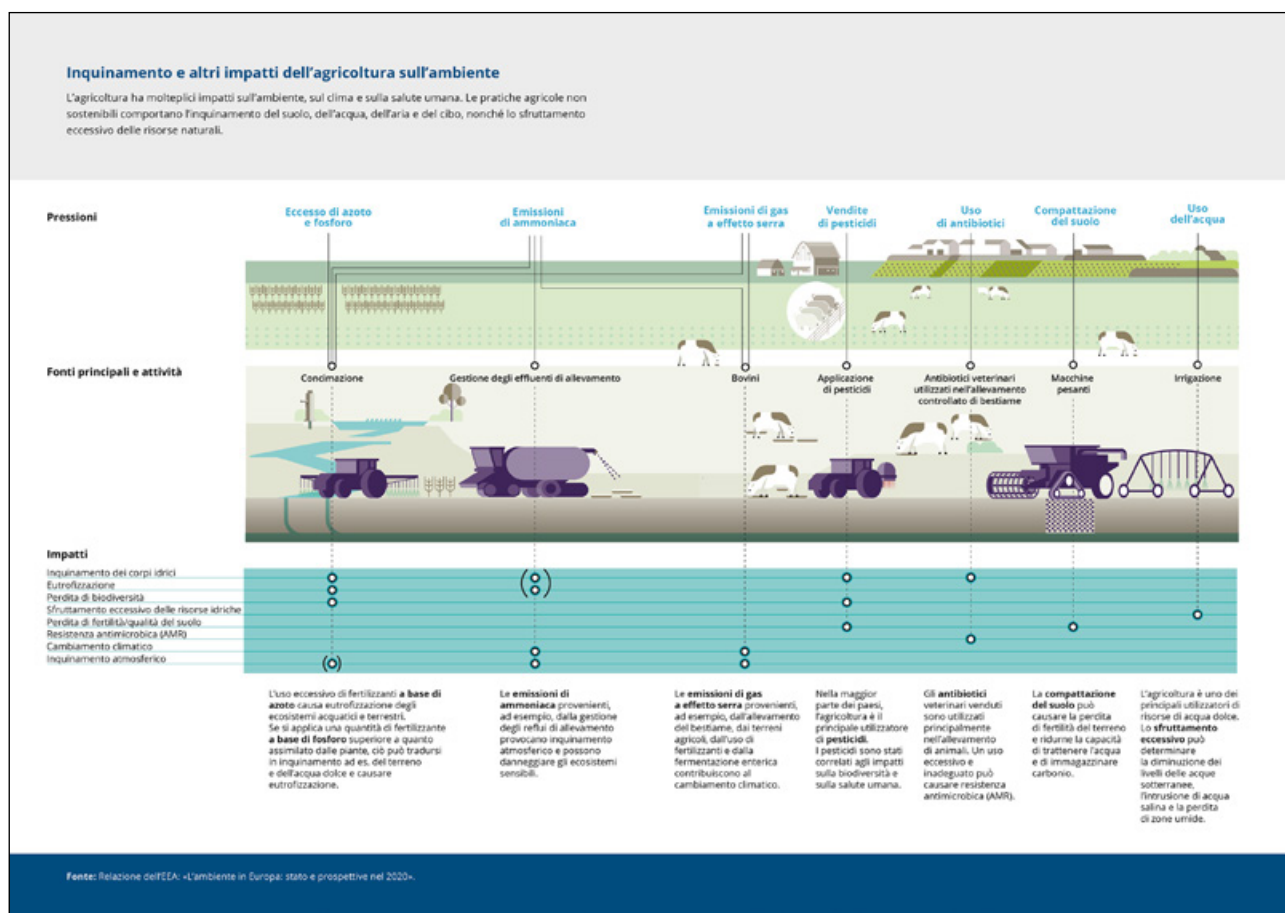 Inquinamento e altri impatti dell'agricoltura sull'ambiente
L'agricoltura ha molteplici impatti sull'ambiente, sul clima e sulla salute umana. Le pratiche agricole non
sostenibili comportano l'inquinamento del suolo, dell'acqua, dell'aria e del cibo, nonché lo sfruttamento
eccessivo delle risorse naturali.
Pressioni
Eccesso di azoto
e fosforo
Emissioni
di ammoniaca
Emissioni di gas
a effetto serra
Vendite
di pesticidi
Uso
di antibiotici
Compattazione
del suolo
Uso
dell'acqua
Fonti principali e attività
Concimazione
Gestione degli effluenti di allevamento
Bovini
Applicazione
di pesticidi
Antibiotici veterinari
utilizzati nell'allevamento
controllato di bestiame
Macchine
pesanti
Irrigazione
Impatti
Inquinamento dei corpi idrici
Eutrofizzazione
Perdita di biodiversità
Sfruttamento eccessivo delle risorse idriche
Perdita di fertilità/qualità del suolo
Resistenza antimicrobica (AMR)
Cambiamento climatico
Inquinamento atmosferico
L'uso eccessivo di fertilizzanti a base di
azoto causa eutrofizzazione degli
ecosistemi acquatici e terrestri.
Se si applica una quantità di fertilizzante
a base di fosforo superiore a quanto
assimilato dalle piante, ciò può tradursi
in inquinamento ad es. del terreno
e dell'acqua dolce e causare
eutrofizzazione.
Le emissioni di
ammoniaca provenienti,
ad esempio, dalla gestione
degli reflui di allevamento
provocano inquinamento
atmosferico e possono
danneggiare gli ecosistemi
sensibili.
Le emissioni di gas
a effetto serra provenienti,
ad esempio, dall'allevamento
del bestiame, dai terreni
agricoli, dall'uso di
fertilizzanti e dalla
fermentazione enterica
contribuiscono al
cambiamento climatico.
Nella maggior
parte dei paesi,
l'agricoltura è il
principale utilizzatore
di pesticidi.
I pesticidi sono stati
correlati agli impatti
sulla biodiversità e
sulla salute umana.
Gli antibiotici
veterinari venduti
sono utilizzati
principalmente
nell'allevamento
di animali. Un uso
eccessivo e
inadeguato può
causare resistenza
antimicrobica (AMR).
La compattazione
del suolo può
causare la perdita
di fertilità del terreno
e ridurne la capacità
di trattenere l'acqua
e di immagazzinare
carbonio.
L'agricoltura è uno dei
principali utilizzatori di
risorse di acqua dolce.
Lo sfruttamento
eccessivo può
determinare
la diminuzione dei
livelli delle acque
sotterranee,
l'intrusione di acqua
salina e la perdita
di zone umide.
Fonte: Relazione dell'EEA: «L'ambiente in Europa: stato e prospettive nel 2020».